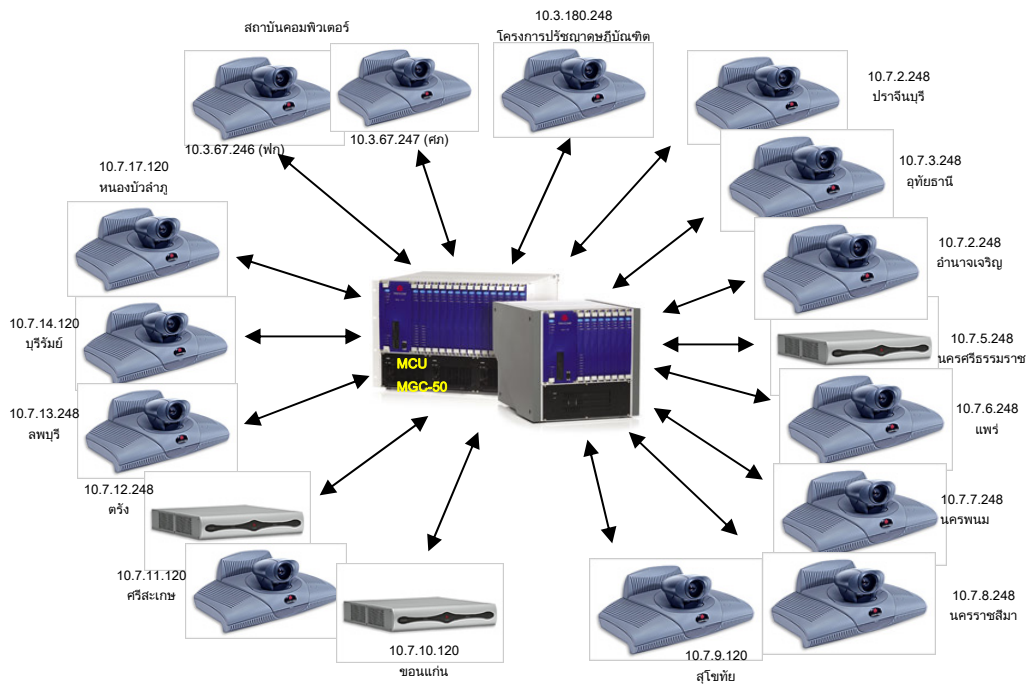 สถาบันคอมพิวเตอร์
10.3.67.246 (ฟก)
10.3.67.247 (ศภ)
10.3.180.248
โครงการปรัชญาดุษฎีบัณฑิต
10.7.2.248
ปราจีนบุรี
10.7.3.248
อุทัยธานี
10.7.2.248
อำนาจเจริญ
10.7.5.248
นครศรีธรรมราช
10.7.6.248
แพร่
10.7.7.248
นครพนม
10.7.8.248
นครราชสีมา
10.7.9.120
สุโขทัย
10.7.10.120
ขอนแก่น
10.7.11.120
ศรีสะเกษ
10.7.12.248
ตรัง
10.7.13.248
ลพบุรี
10.7.14.120
บุรีรัมย์
10.7.17.120
หนองบัวลำภู
MCU
MGC-50